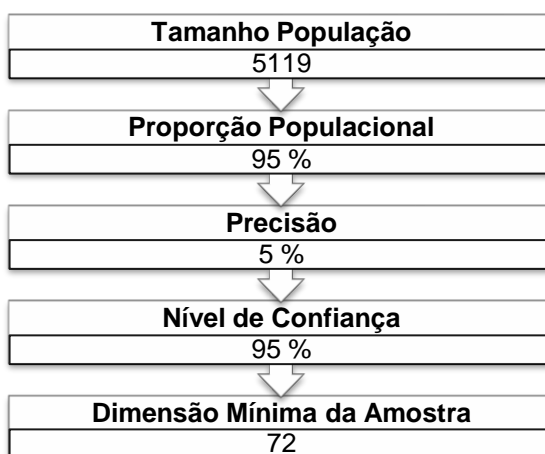 Tamanho População
5119
Proporção Populacional
95 %
Precisão
5 %
Nível de Confiança
95 %
Dimensão Mínima da Amostra
72